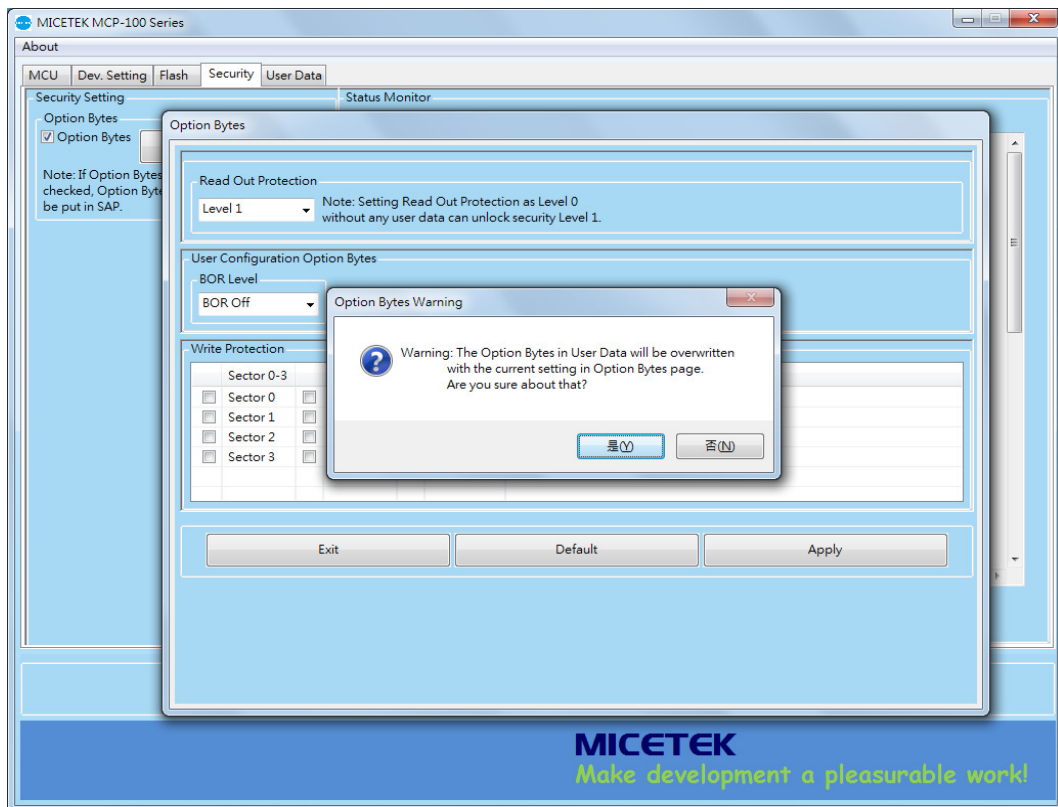 MICETEK MCP-100 Series
About
MCU Dev. Setting Flash Security User Data
Security Setting
Status Monitor
Option Bytes
Option Bytes
Note: If Option Bytes
checked, Option Byte
be put in SAP.
Option Bytes
Read Out Protection
Level 1
Note: Setting Read Out Protection as Level 0
without any user data can unlock security Level 1.
User Configuration Option Bytes
BOR Level
BOR Off
Option Bytes Warning
Warning: The Option Bytes in User Data will be overwritten
with the current setting in Option Bytes page.
Are you sure about that?
是(Y) 否(N)
Write Protection
Sector 0-3
Sector 0
Sector 1
Sector 2
Sector 3
Exit Default Apply
MICETEK
Make development a pleasurable work!